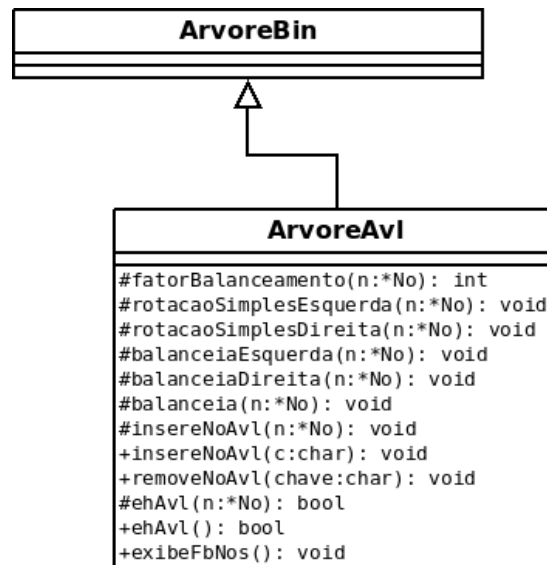 ArvoreBin
ArvoreAvl
#fatorBalanceamento(n:*No): int
#rotacaoSimplesEsquerda(n:*No): void
#rotacaoSimplesDireita(n:*No): void
#balanceiaEsquerda(n:*No): void
#balanceiaDireita(n:*No): void
#balanceia(n:*No): void
#insereNoAvl(n:*No): void
+insereNoAvl(c:char): void
+removeNoAvl(chave:char): void
#ehAvl(n:*No): bool
+ehAvl(): bool
+exibeFbNos(): void